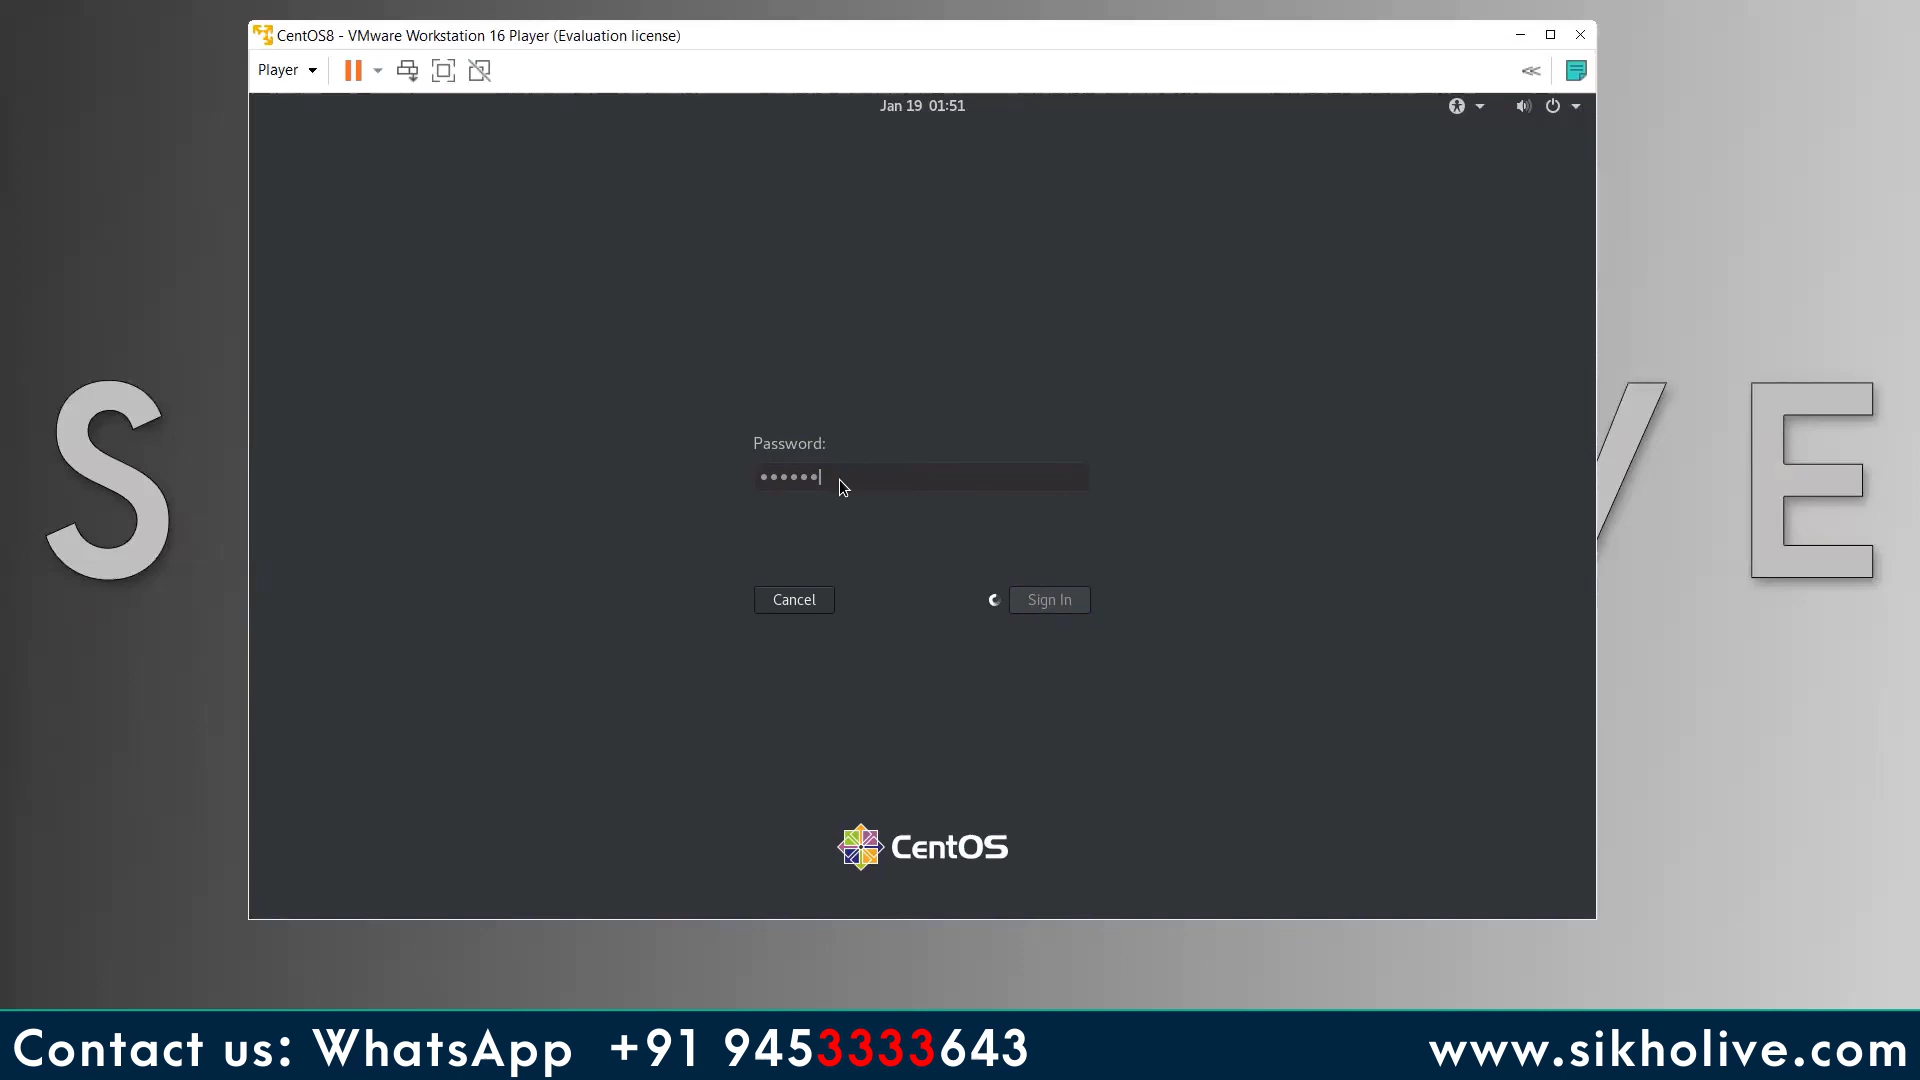 CentOS8 - VMware Workstation 16 Player (Evaluation license)
Player
Jan 19 01:51
Password:
Cancel
Sign In
CentOS
S
V E
Contact us: WhatsApp +91 9453333643
www.sikholive.com